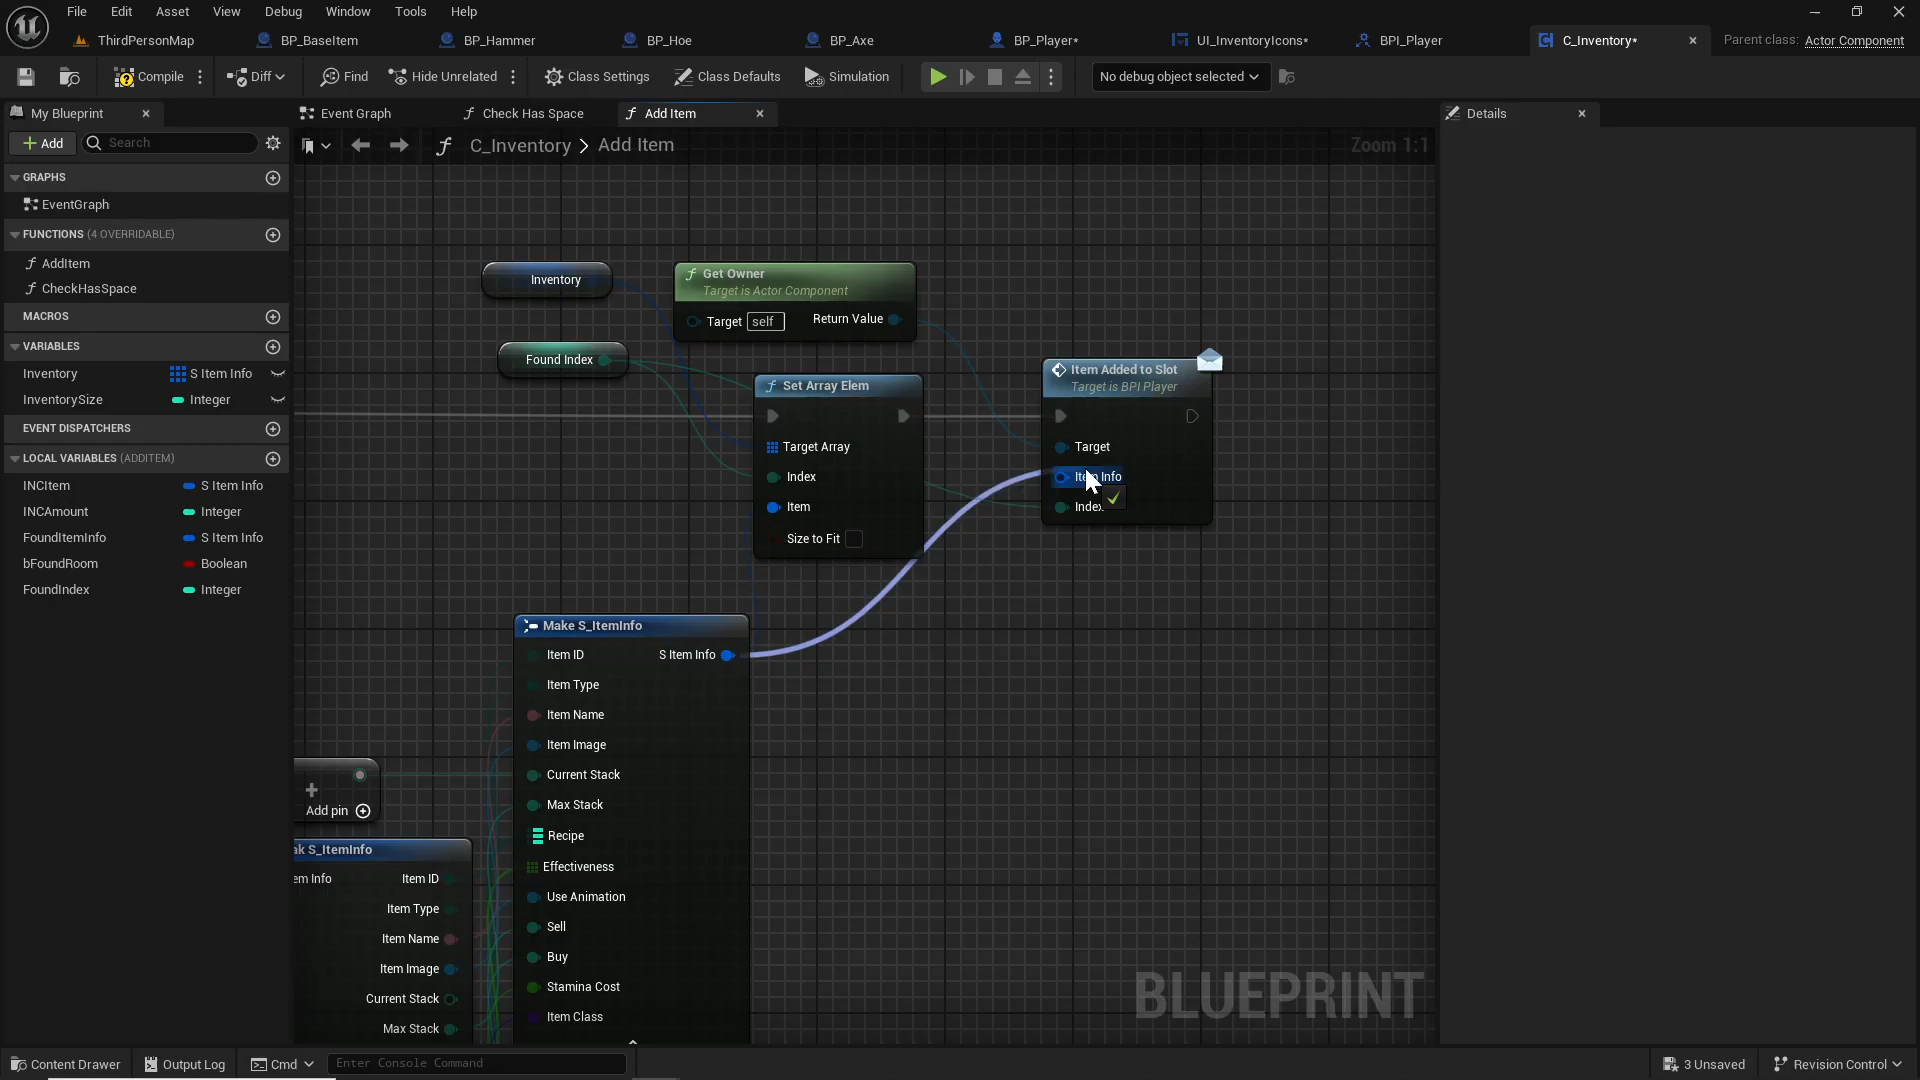 File Edit Asset View Debug Window Tools Help
ThirdPersonMap BP_BaseItem BP_Hammer BP_Hoe BP_Axe BP_Player* UI_InventoryIcons* BPI_Player C_Inventory* Parent class: Actor Component
Compile Diff Find Hide Unrelated Class Settings Class Defaults Simulation No debug object selected
My Blueprint Event Graph Check Has Space Add Item Details
Add Search C_Inventory > Add Item Zoom 1:1
GRAPHS
EventGraph
FUNCTIONS (4 OVERRIDABLE)
AddItem
CheckHasSpace
MACROS
VARIABLES
Inventory S Item Info
InventorySize Integer
EVENT DISPATCHERS
LOCAL VARIABLES (ADDITEM)
INCItem S Item Info
INCAmount Integer
FoundItemInfo S Item Info
bFoundRoom Boolean
FoundIndex Integer
Inventory
Found Index
Get Owner
Target is Actor Component
Target self Return Value
Set Array Elem
Target Array
Index
Item
Size to Fit
Item Added to Slot
Target is BPI Player
Target
Item Info
Index
Make S_ItemInfo
Item ID S Item Info
Item Type
Item Name
Item Image
Current Stack
Max Stack
Recipe
Effectiveness
Use Animation
Sell
Buy
Stamina Cost
Item Class
Add pin
ak S_ItemInfo
em Info Item ID
Item Type
Item Name
Item Image
Current Stack
Max Stack
BLUEPRINT
Content Drawer Output Log Cmd Enter Console Command 3 Unsaved Revision Control